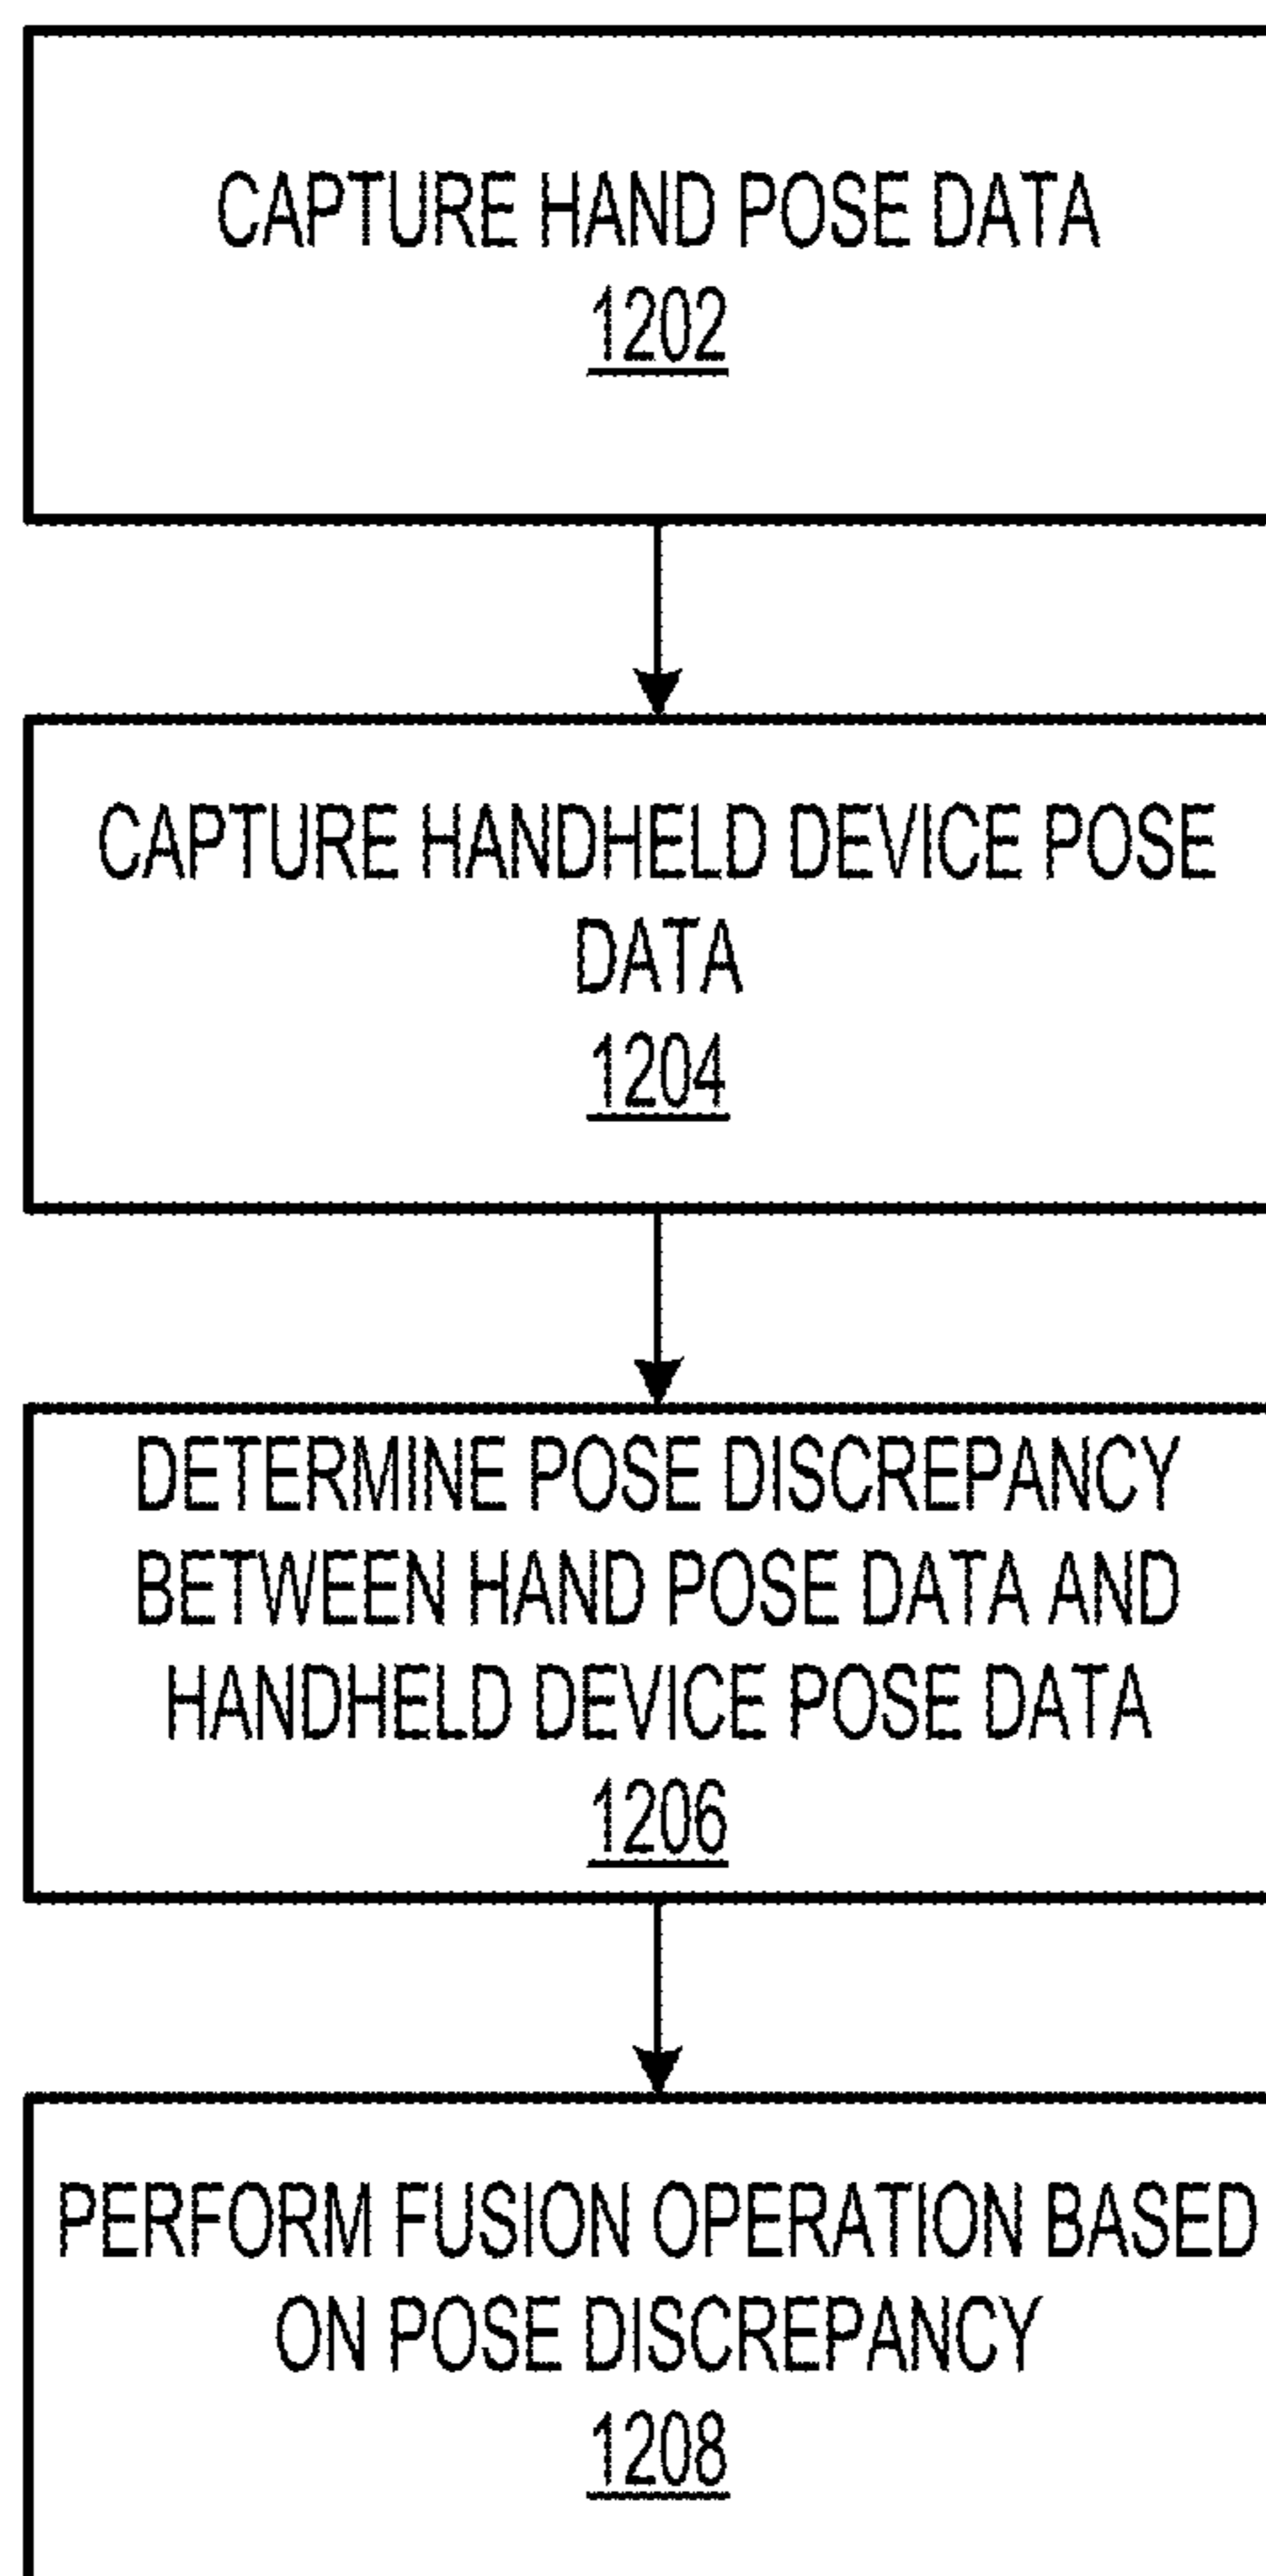 CAPTURE HAND POSE DATA
1202
CAPTURE HANDHELD DEVICE POSE
DATA
1204
DETERMINE POSE DISCREPANCY
BETWEEN HAND POSE DATA AND
HANDHELD DEVICE POSE DATA
1206
PERFORM FUSION OPERATION BASED
ON POSE DISCREPANCY
1208